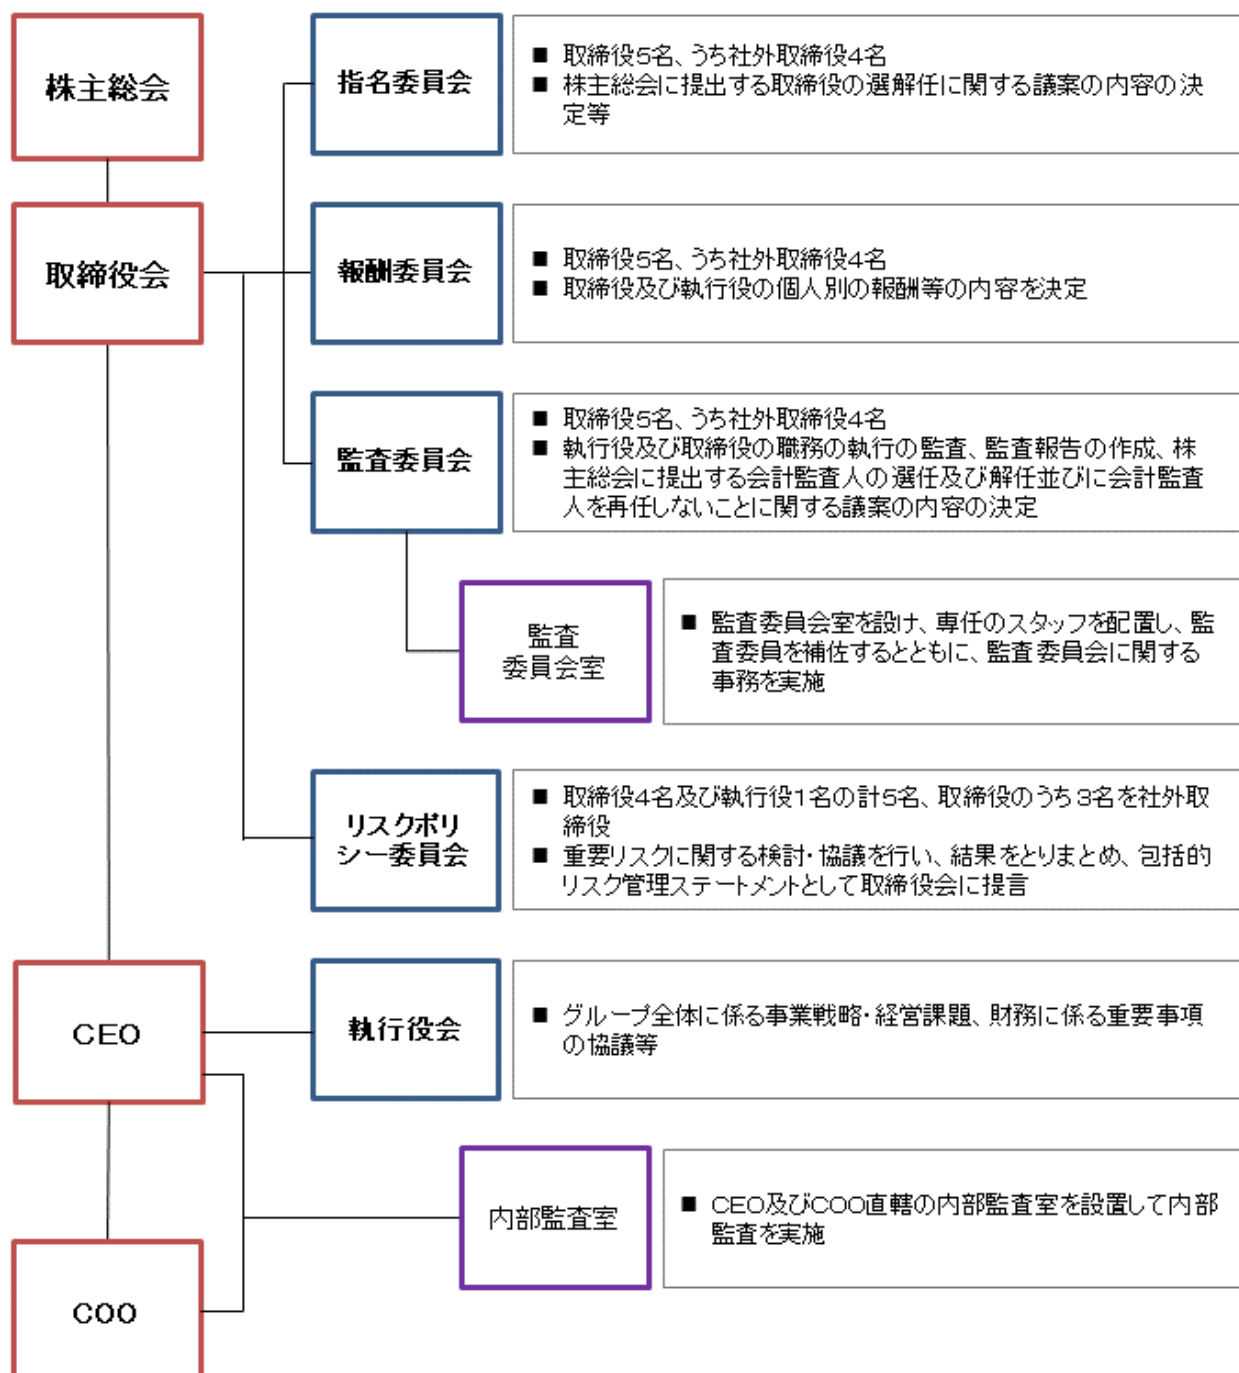 株主総会
指名委員会
■ 取締役5名、うち社外取締役4名
■ 株主総会に提出する取締役の選解任に関する議案の内容の決
定等
取締役会
報酬委員会
■ 取締役5名、うち社外取締役4名
■ 取締役及び執行役の個人別の報酬等の内容を決定
監査委員会
■ 取締役5名、うち社外取締役4名
■ 執行役及び取締役の職務の執行の監査、監査報告の作成、株
主総会に提出する会計監査人の選任及び解任並びに会計監査
人を再任しないことに関する議案の内容の決定
監査
委員会室
■ 監査委員会室を設け、専任のスタッフを配置し、監
査委員を補佐するとともに、監査委員会に関する
事務を実施
リスクポリ
シー委員会
■ 取締役4名及び執行役1名の計5名、取締役のうち3名を社外取
締役
■ 重要リスクに関する検討・協議を行い、結果をとりまとめ、包括的
リスク管理ステートメントとして取締役会に提言
CEO
執行役会
■ グループ全体に係る事業戦略・経営課題、財務に係る重要事項
の協議等
内部監査室
■ CEO及びCOO直轄の内部監査室を設置して内部
監査を実施
COO